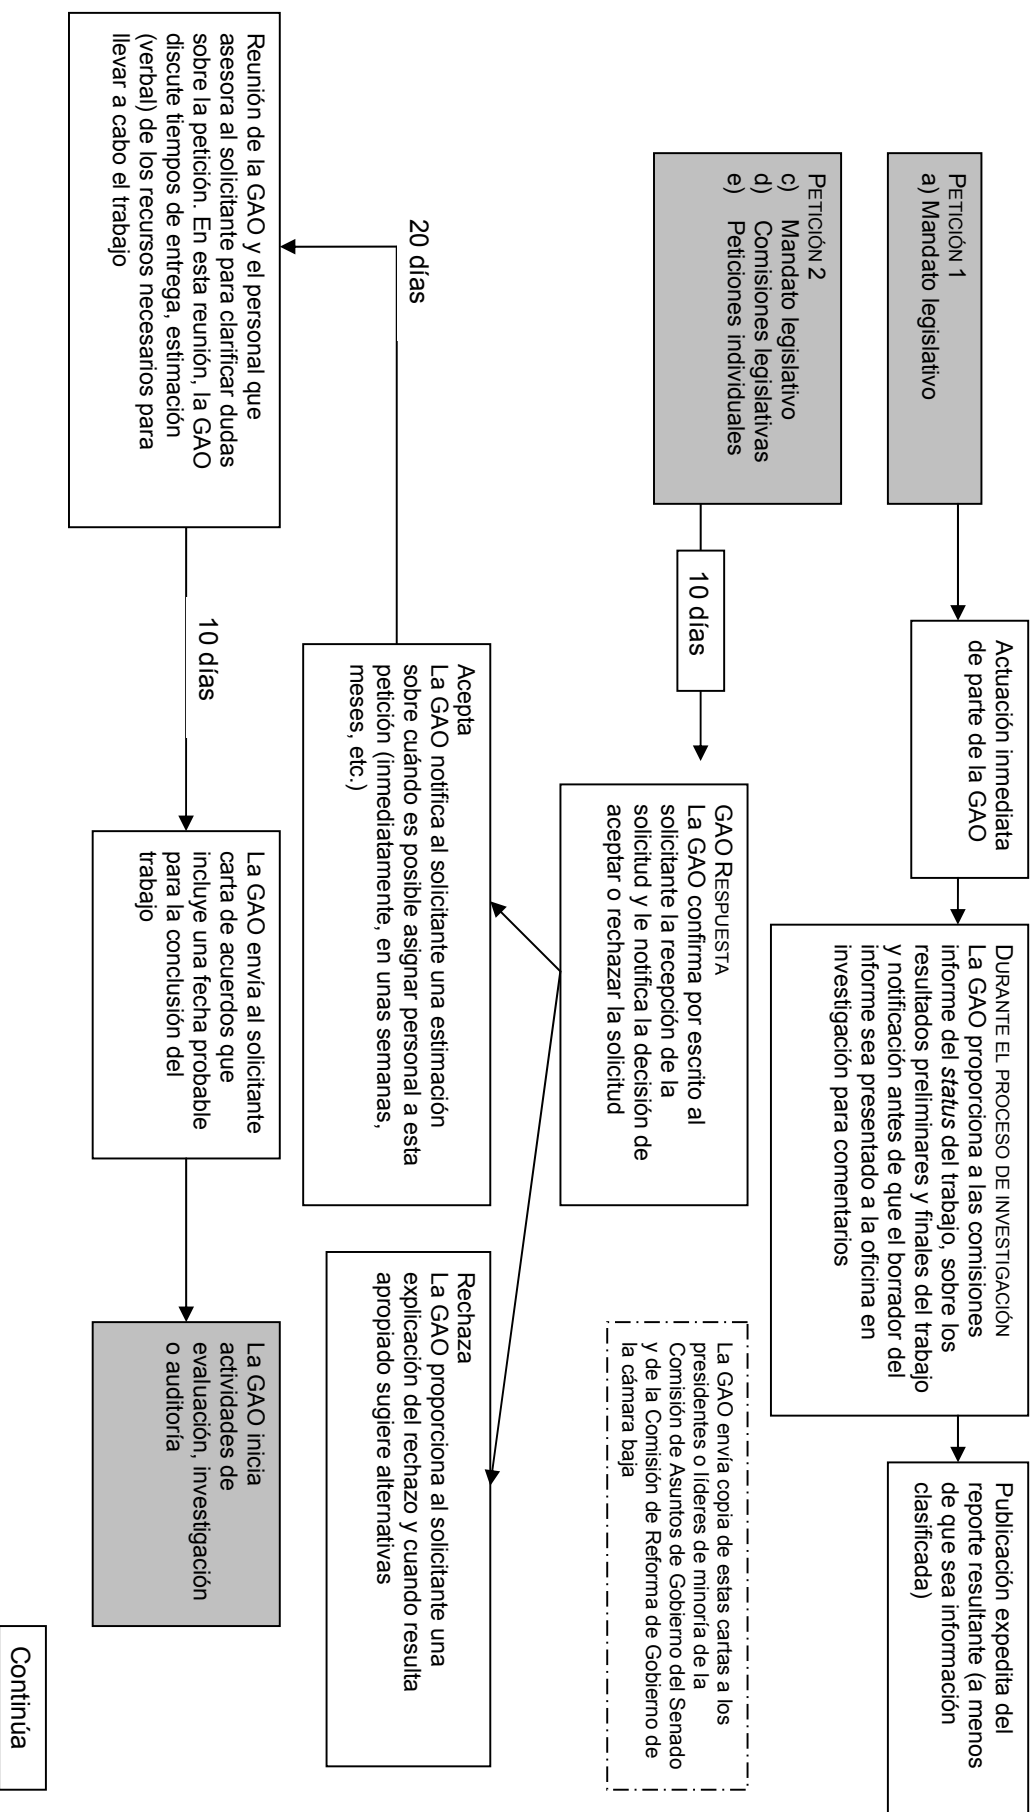 PETICIÓN 1
a) Mandato legislativo
Actuación inmediata
de parte de la GAO
DURANTE EL PROCESO DE INVESTIGACIÓN
La GAO proporciona a las comisiones
informe del status del trabajo, sobre los
resultados preliminares y finales del trabajo
y notificación antes de que el borrador del
informe sea presentado a la oficina en
investigación para comentarios
Publicación expedita del
reporte resultante (a menos
de que sea información
clasificada)
PETICIÓN 2
c) Mandato legislativo
d) Comisiones legislativas
e) Peticiones individuales
10 días
GAO RESPUESTA
La GAO confirma por escrito al
solicitante la recepción de la
solicitud y le notifica la decisión de
aceptar o rechazar la solicitud
La GAO envía copia de estas cartas a los
presidentes o líderes de minoría de la
Comisión de Asuntos de Gobierno del Senado
y de la Comisión de Reforma de Gobierno de
la cámara baja
20 días
Acepta
La GAO notifica al solicitante una estimación
sobre cuándo es posible asignar personal a esta
petición (inmediatamente, en unas semanas,
meses, etc.)
Rechaza
La GAO proporciona al solicitante una
explicación del rechazo y cuando resulta
apropiado sugiere alternativas
Reunión de la GAO y el personal que
asesora al solicitante para clarificar dudas
sobre la petición. En esta reunión, la GAO
discute tiempos de entrega, estimación
(verbal) de los recursos necesarios para
llevar a cabo el trabajo
10 días
La GAO envía al solicitante
carta de acuerdos que
incluye una fecha probable
para la conclusión del
trabajo
La GAO inicia
actividades de
evaluación, investigación
o auditoría
Continúa